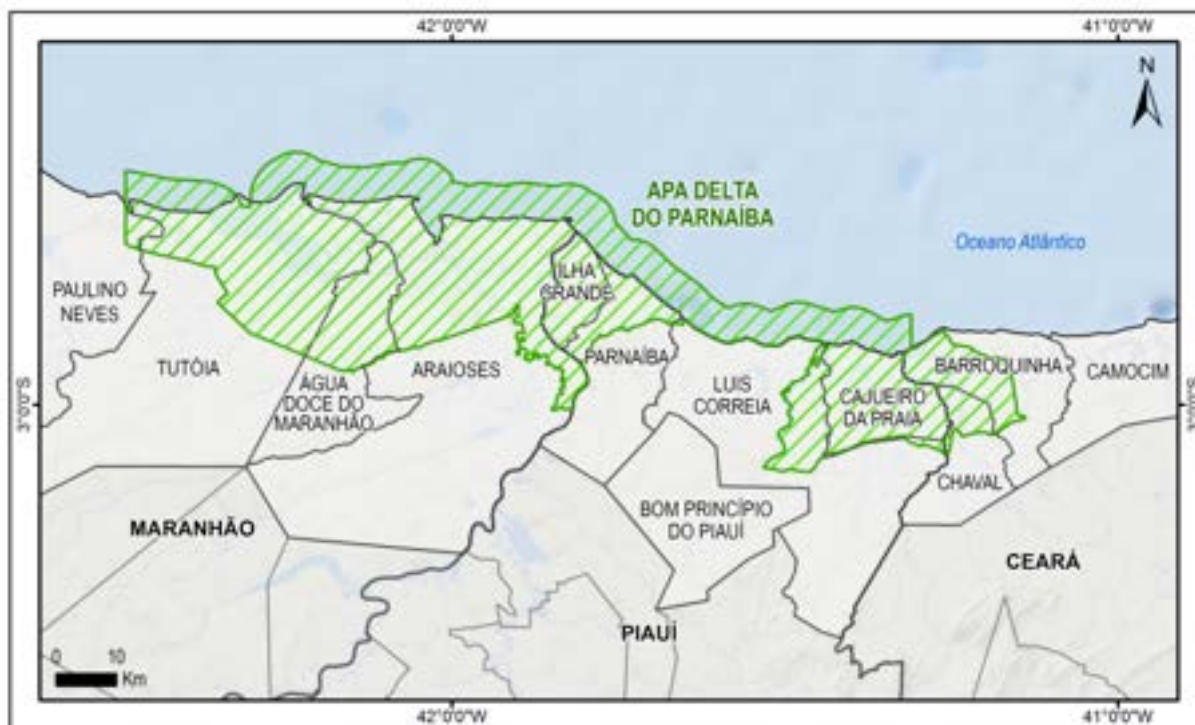 42°0'0"W
41°0'0"W
N
APA DELTA
DO PARNAÍBA
Oceano Atlântico
ILHA
GRANDE
PAULINO
NEVES
TUTÓIA
ÁGUA
DOCE DO
MARANHÃO
ARAIOSES
PARNAÍBA
LUIS
CORREIA
CAJUEIRO
DA PRAIA
BARROQUINHA
CAMOCIM
3°0'0"S
3°0'0"S
CHAVAL
BOM PRINCÍPIO
DO PIAUÍ
MARANHÃO
CEARÁ
PIAUÍ
0 10
Km
42°0'0"W
41°0'0"W